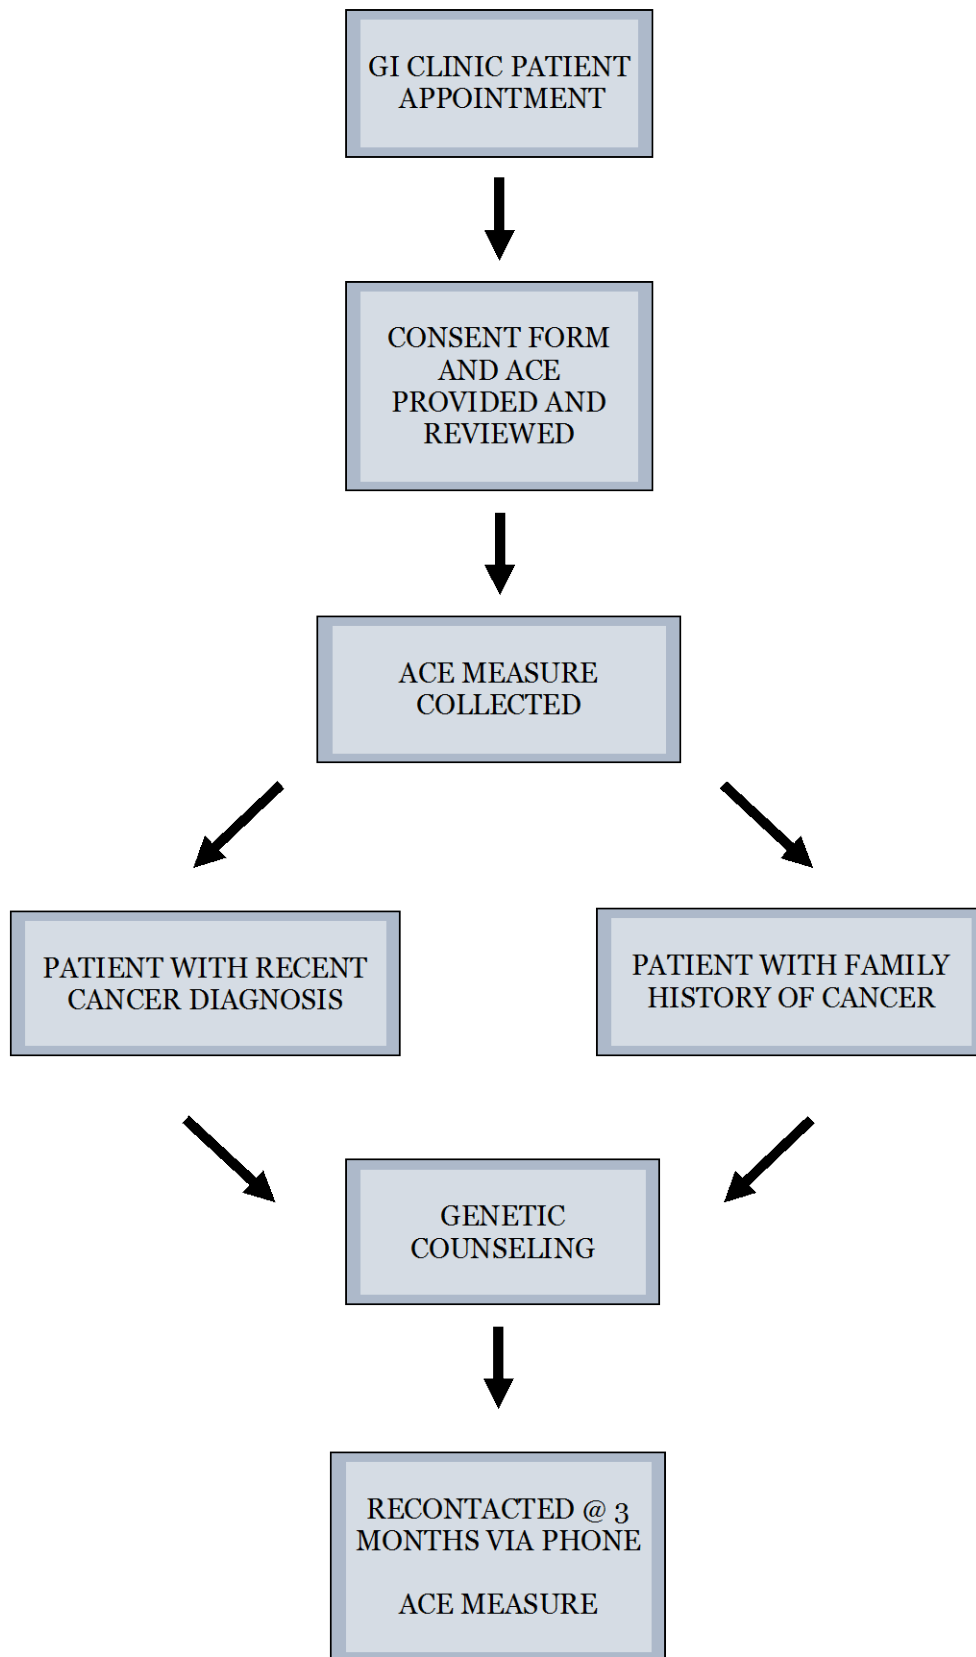 GI CLINIC PATIENT
APPOINTMENT
CONSENT FORM
AND ACE
PROVIDED AND
REVIEWED
ACE MEASURE
COLLECTED
PATIENT WITH RECENT
CANCER DIAGNOSIS
PATIENT WITH FAMILY
HISTORY OF CANCER
GENETIC
COUNSELING
RECONTACTED @ 3
MONTHS VIA PHONE
ACE MEASURE